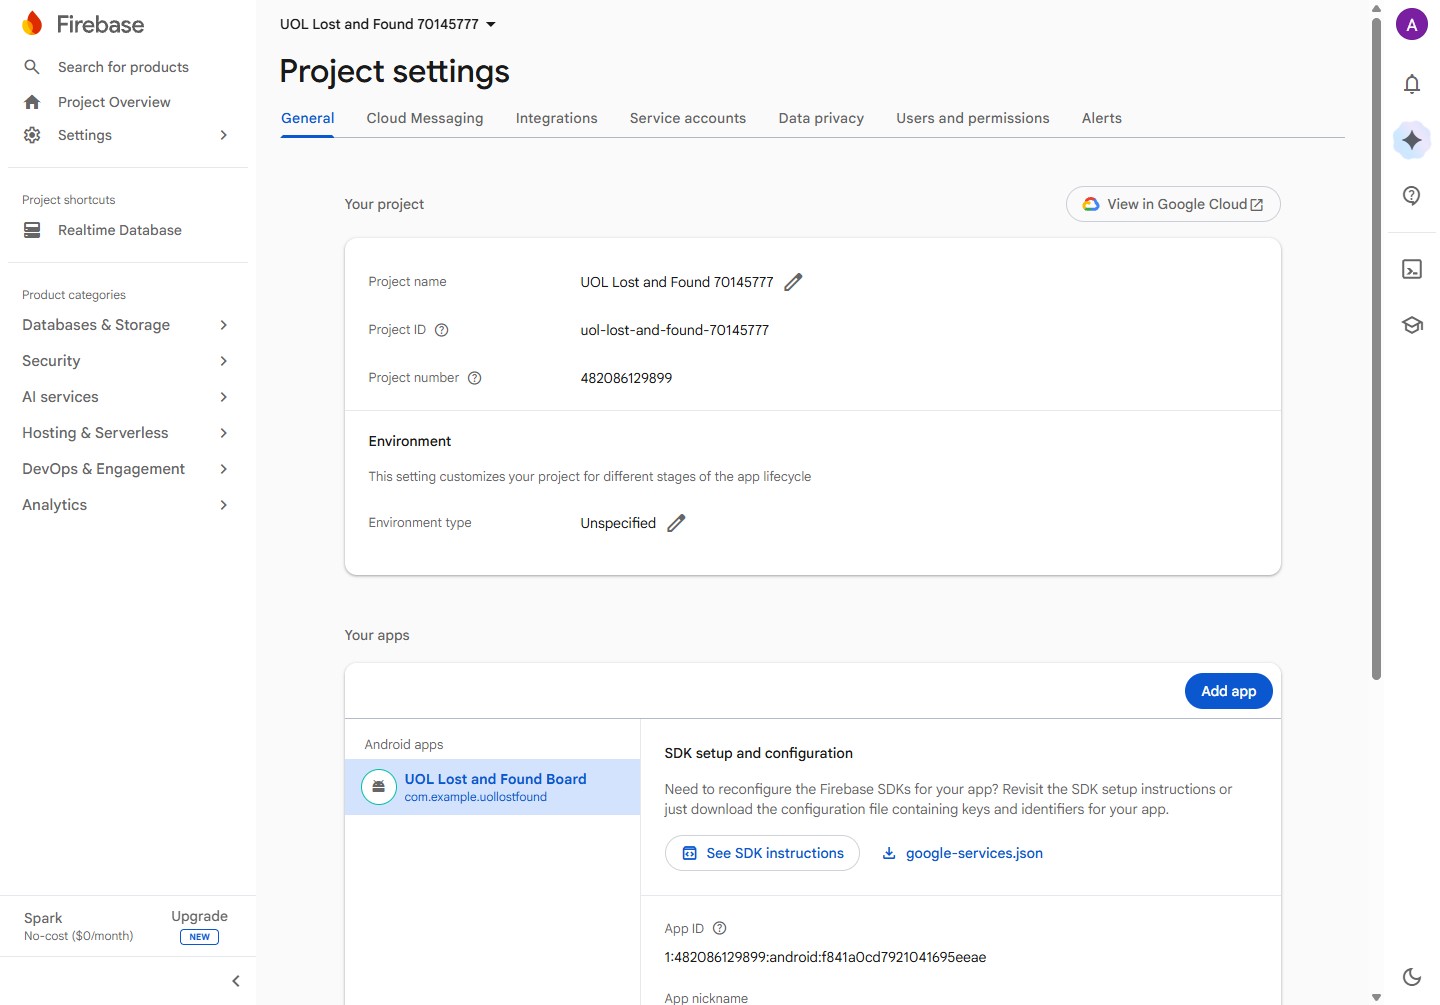 Firebase
Search for products
Project Overview
Settings
Project shortcuts
Realtime Database
Product categories
Databases & Storage
Security
AI services
Hosting & Serverless
DevOps & Engagement
Analytics
Spark
No-cost ($0/month)
Upgrade
NEW
UOL Lost and Found 70145777
Project settings
General
Cloud Messaging
Integrations
Service accounts
Data privacy
Users and permissions
Alerts
Your project
View in Google Cloud
Project name
UOL Lost and Found 70145777
Project ID
uol-lost-and-found-70145777
Project number
482086129899
Environment
This setting customizes your project for different stages of the app lifecycle
Environment type
Unspecified
Your apps
Add app
Android apps
UOL Lost and Found Board
com.example.uollostfound
SDK setup and configuration
Need to reconfigure the Firebase SDKs for your app? Revisit the SDK setup instructions or
just download the configuration file containing keys and identifiers for your app.
See SDK instructions
google-services.json
App ID
1:482086129899:android:f841a0cd7921041695eeae
App nickname
A